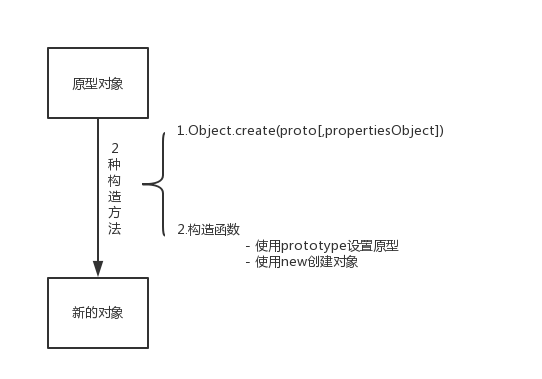 原型对象
1.Object.create(proto[,propertiesObject])
2种构造方法
2.构造函数
- 使用prototype设置原型
- 使用new创建对象
新的对象